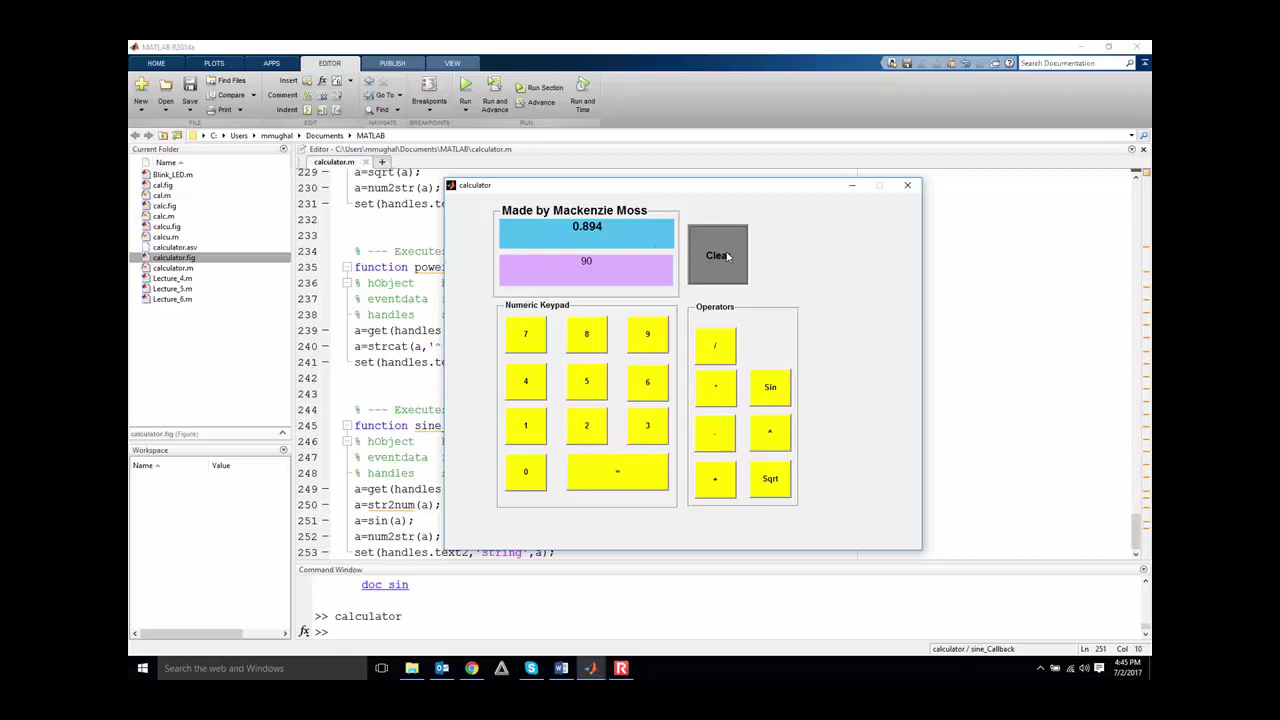 MATLAB R2014a
HOME PLOTS APPS EDITOR PUBLISH VIEW
Search Documentation
New Open Save Find Files Compare Print
Insert Comment Indent
Go To Find
Breakpoints
Run Run and Advance Run Section Advance Run and Time
FILE EDIT NAVIGATE BREAKPOINTS RUN
C: Users mmughal Documents MATLAB
Current Folder
Name
Blink_LED.m
cal.fig
cal.m
calc.fig
calc.m
calcu.fig
calcu.m
calculator.asv
calculator.fig
calculator.m
Lecture_4.m
Lecture_5.m
Lecture_6.m
calculator.fig (Figure)
Workspace
Name Value
Editor - C:\Users\mmughal\Documents\MATLAB\calculator.m
calculator.m +
229 a=sqrt(a);
230 a=num2str(a);
231 set(handles.te
232
233
234 % --- Execute
235 function power
236 % hObject
237 % eventdata
238 % handles
239 a=get(handles
240 a=strcat(a,'^
241 set(handles.te
242
243
244 % --- Execute
245 function sine_
246 % hObject
247 % eventdata
248 % handles
249 a=get(handles
250 a=str2num(a);
251 a=sin(a);
252 a=num2str(a);
253 set(handles.text2,'string',a);
calculator
Made by Mackenzie Moss
0.894
90
Clea
Numeric Keypad
7 8 9
4 5 6
1 2 3
0 =
Operators
/
* Sin
- ^
+ Sqrt
Command Window
doc sin
>> calculator
fx >>
calculator / sine_Callback Ln 251 Col 10
Search the web and Windows
4:45 PM
7/2/2017